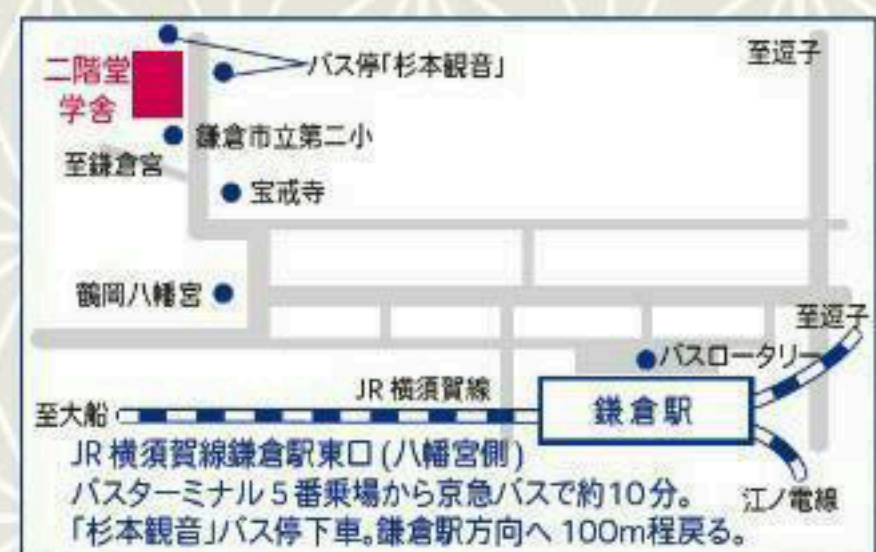 二階堂
学舎
バス停「杉本観音」
至逗子
鎌倉市立第二小
至鎌倉宮
宝戒寺
鶴岡八幡宮
至逗子
バスロータリー
JR 横須賀線
至大船
鎌倉駅
江ノ電線
JR 横須賀線鎌倉駅東口 (八幡宮側)
バスターミナル 5 番乗場から京急バスで約10分。
「杉本観音」バス停下車。鎌倉駅方向へ 100m程戻る。